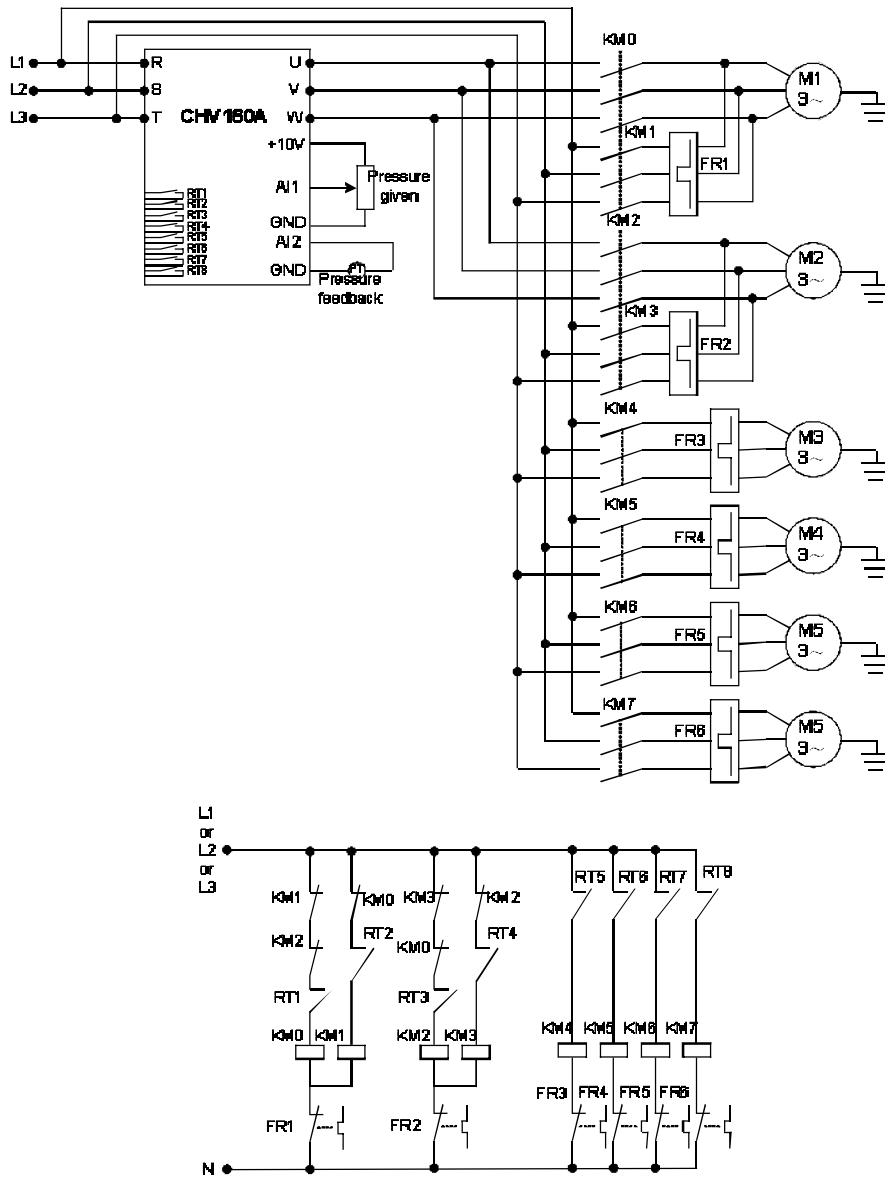 L1
L2
L3
R
S
T
CHV160A
U
V
W
+10V
AI1
GND
AI2
GND
Pressure
given
PT
Pressure
feedback
RT1
RT2
RT3
RT4
RT5
RT6
RT7
RT8
KM0
M1
3~
KM1
FR1
KM2
M2
3~
KM3
FR2
KM4
FR3
M3
3~
KM5
FR4
M4
3~
KM6
FR5
M5
3~
KM7
FR6
M5
3~
L1
or
L2
or
L3
KM1
KM0
KM3
KM2
RT5
RT6
RT7
RT8
KM2
RT2
KM0
RT4
RT1
RT3
KM0
KM1
KM2
KM3
KM4
KM5
KM6
KM7
FR1
FR2
FR3
FR4
FR5
FR6
N